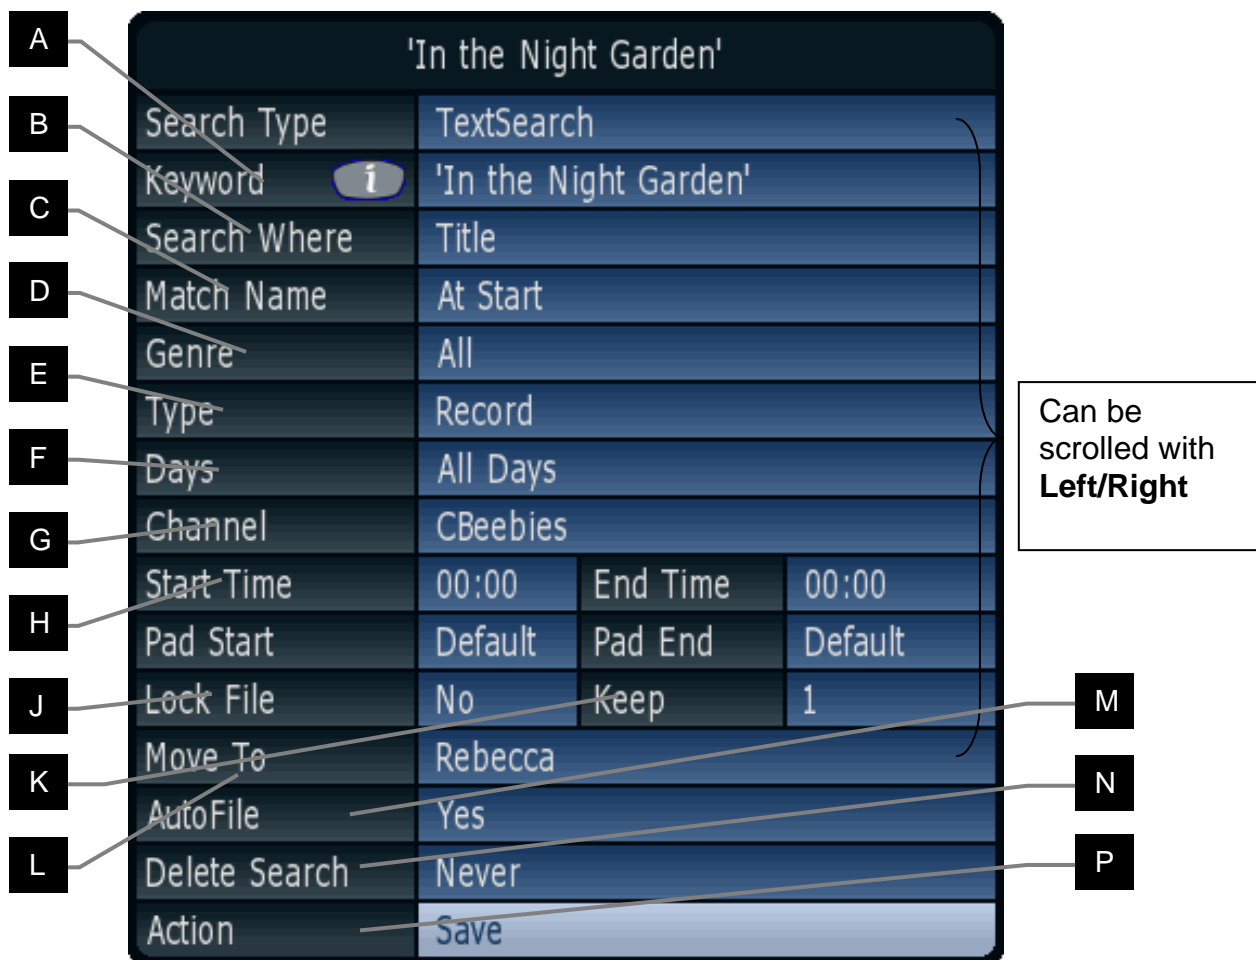 'In the Night Garden'
A
B
C
D
E
F
G
H
J
K
L
Search Type TextSearch
Keyword i 'In the Night Garden'
Search Where Title
Match Name At Start
Genre All
Type Record
Days All Days
Channel CBeebies
Start Time 00:00 End Time 00:00
Pad Start Default Pad End Default
Lock File No Keep 1
Move To Rebecca
AutoFile Yes
Delete Search Never
Action Save
Can be
scrolled with
Left/Right
M
N
P